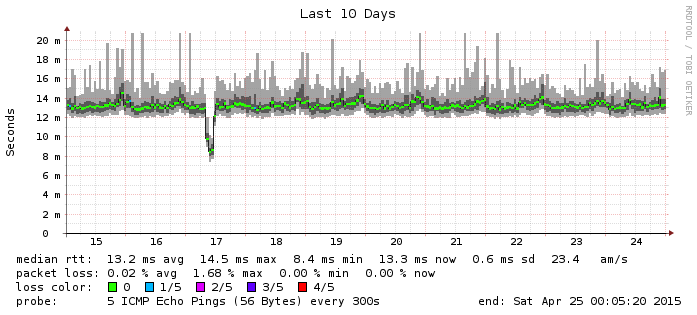 Last 10 Days
RRDTOOL / TOBI OETIKER
Seconds
20 m
18 m
16 m
14 m
12 m
10 m
8 m
6 m
4 m
2 m
0
15 16 17 18 19 20 21 22 23 24
median rtt: 13.2 ms avg 14.5 ms max 8.4 ms min 13.3 ms now 0.6 ms sd 23.4 am/s
packet loss: 0.02 % avg 1.68 % max 0.00 % min 0.00 % now
loss color: 0 1/5 2/5 3/5 4/5
probe: 5 ICMP Echo Pings (56 Bytes) every 300s end: Sat Apr 25 00:05:20 2015